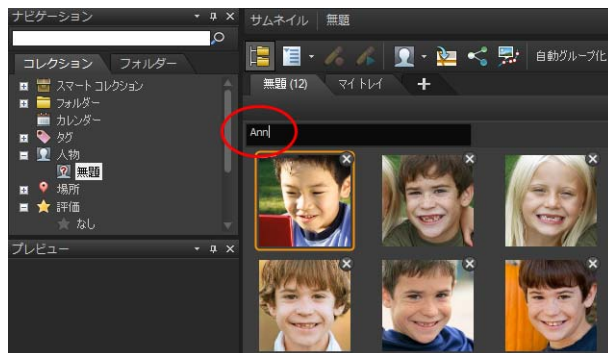 ナビゲーション
コレクション フォルダー
スマート コレクション
フォルダー
カレンダー
タグ
人物
無題
場所
評価
なし
プレビュー
サムネイル 無題
自動グループ化
無題 (12) マイ トレイ +
Ann